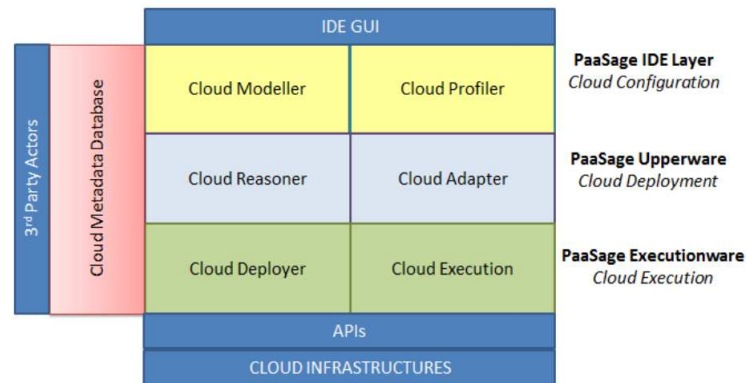 IDE GUI
3rd Party Actors
Cloud Metadata Database
Cloud Modeller
Cloud Profiler
PaaSage IDE Layer
Cloud Configuration
Cloud Reasoner
Cloud Adapter
PaaSage Upperware
Cloud Deployment
Cloud Deployer
Cloud Execution
PaaSage Executionware
Cloud Execution
APIs
CLOUD INFRASTRUCTURES